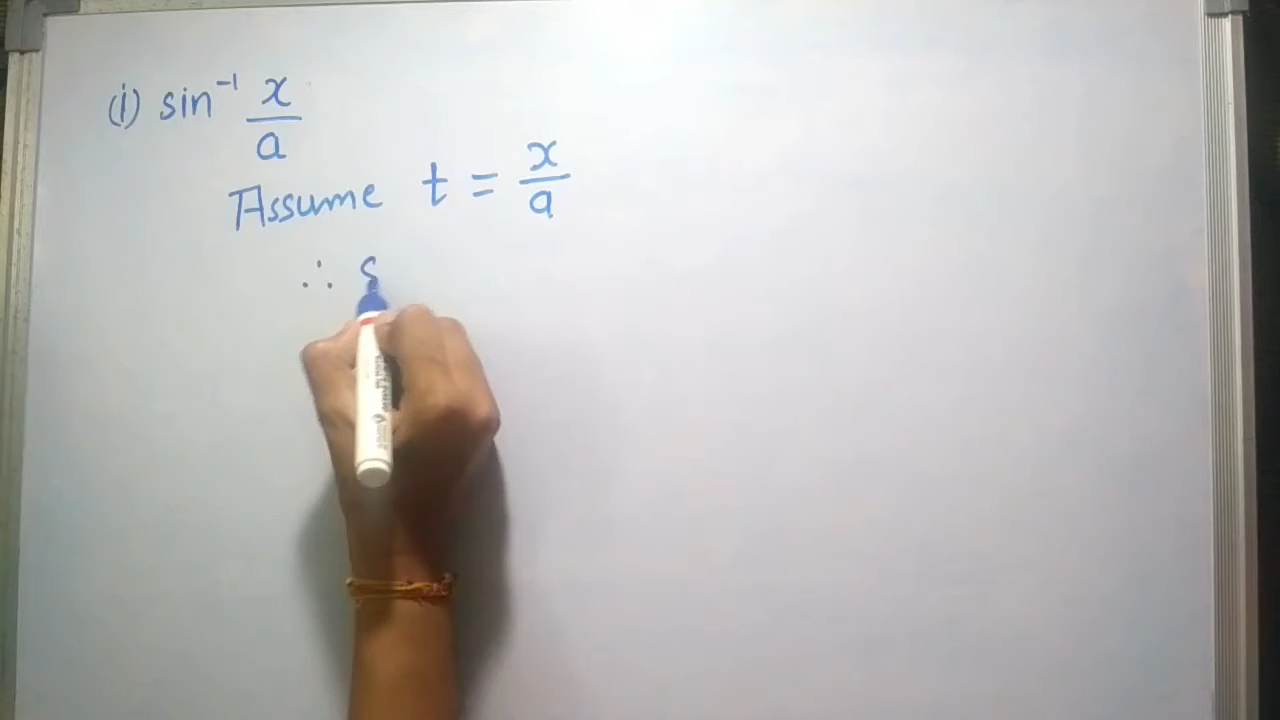 (i) sin⁻¹ x/a
Assume t = x/a
∴ s